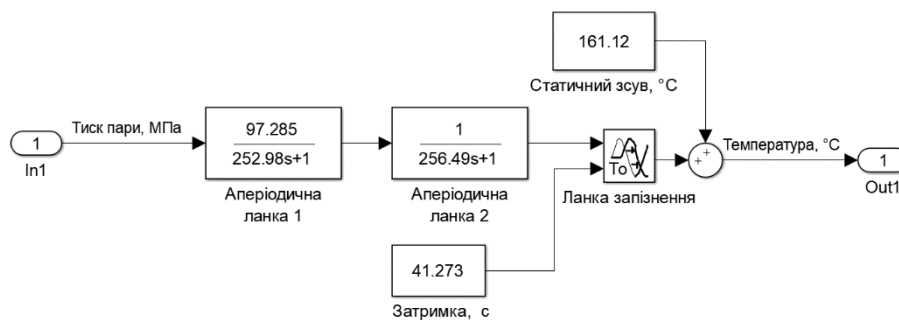 161.12
Статичний зсув, °C
1
In1
Тиск пари, МПа
97.285
252.98s+1
Аперіодична
ланка 1
1
256.49s+1
Аперіодична
ланка 2
To
Ланка запізнення
+
+
Температура, °C
1
Out1
41.273
Затримка, с